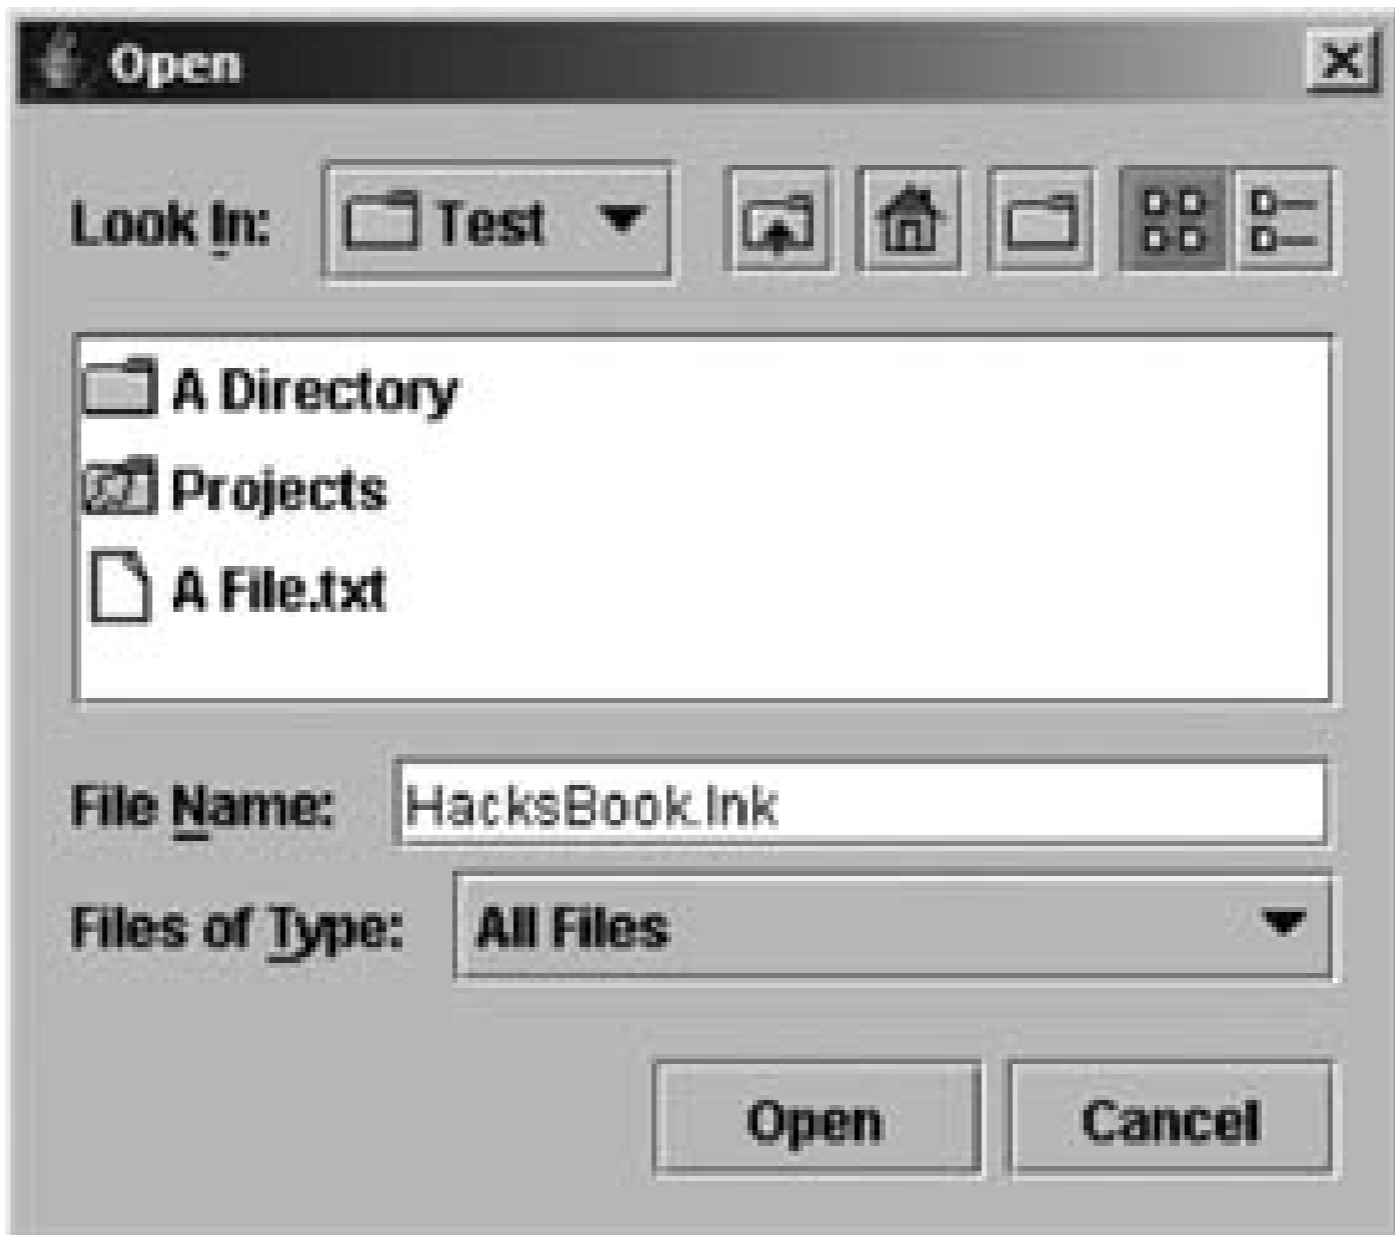 Open
Look In: Test
A Directory
Projects
A File.txt
File Name: HacksBook.lnk
Files of Type: All Files
Open Cancel